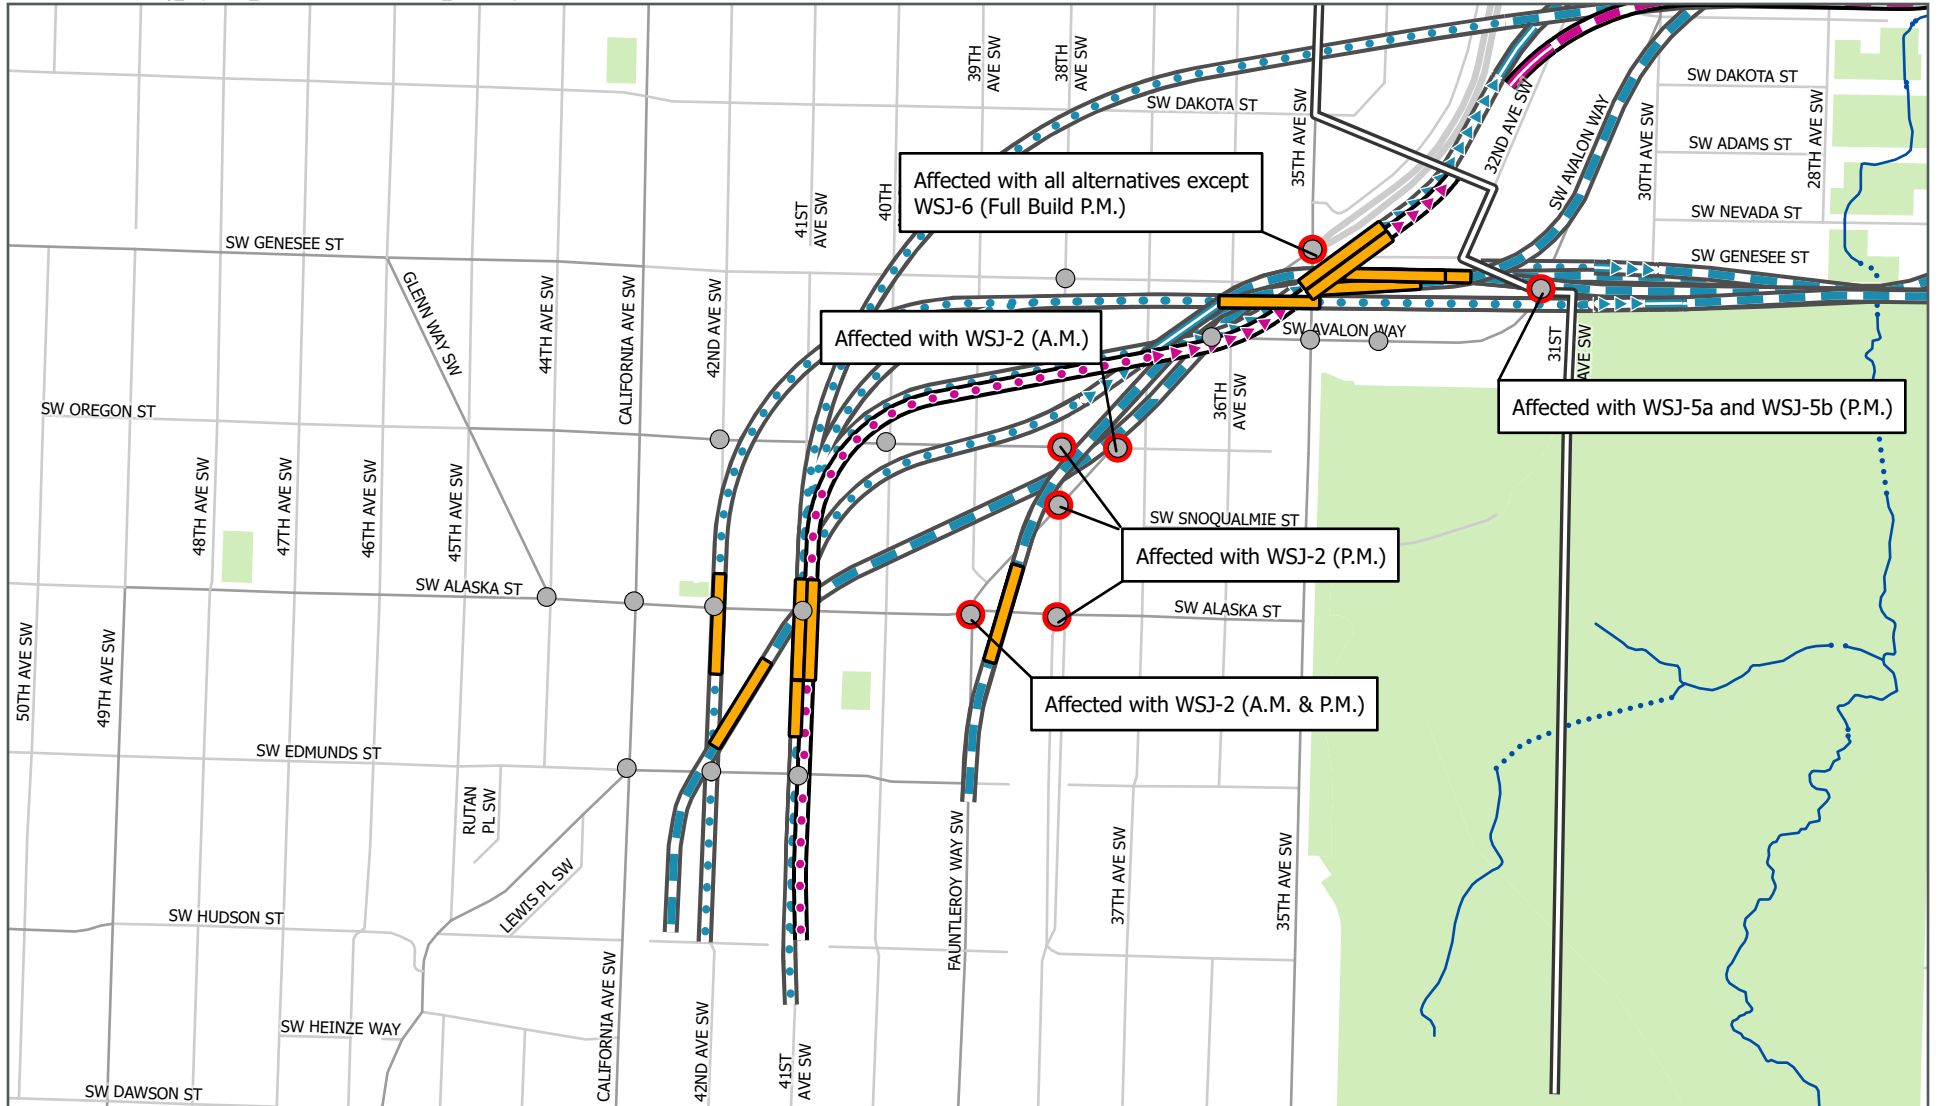 39TH
AVE SW
38TH
AVE SW
SW DAKOTA ST
SW DAKOTA ST
35TH AVE SW
32ND AVE SW
SW AVALON WAY
30TH AVE SW
28TH AVE SW
SW ADAMS ST
SW NEVADA ST
SW GENESEE ST
Affected with all alternatives except
WSJ-6 (Full Build P.M.)
41ST
AVE SW
40TH
SW GENESEE ST
GLENN WAY SW
44TH AVE SW
CALIFORNIA AVE SW
42ND AVE SW
Affected with WSJ-2 (A.M.)
SW AVALON WAY
31ST
AVE SW
36TH
AVE SW
Affected with WSJ-5a and WSJ-5b (P.M.)
SW OREGON ST
48TH AVE SW
47TH AVE SW
46TH AVE SW
45TH AVE SW
SW SNOQUALMIE ST
Affected with WSJ-2 (P.M.)
SW ALASKA ST
SW ALASKA ST
50TH AVE SW
49TH AVE SW
Affected with WSJ-2 (A.M. & P.M.)
SW EDMUNDS ST
RUTAN
PL SW
LEWIS PL SW
FAUNTLEROY WAY SW
37TH AVE SW
35TH AVE SW
SW HUDSON ST
CALIFORNIA AVE SW
42ND AVE SW
41ST
AVE SW
SW HEINZE WAY
SW DAWSON ST